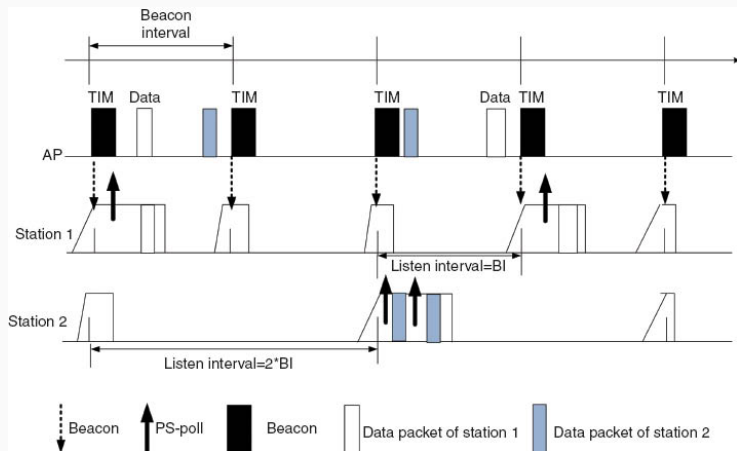 Beacon
interval
TIM
Data
TIM
TIM
Data
TIM
TIM
AP
Station 1
Listen interval=BI
Station 2
Listen interval=2*BI
Beacon
PS-poll
Beacon
Data packet of station 1
Data packet of station 2